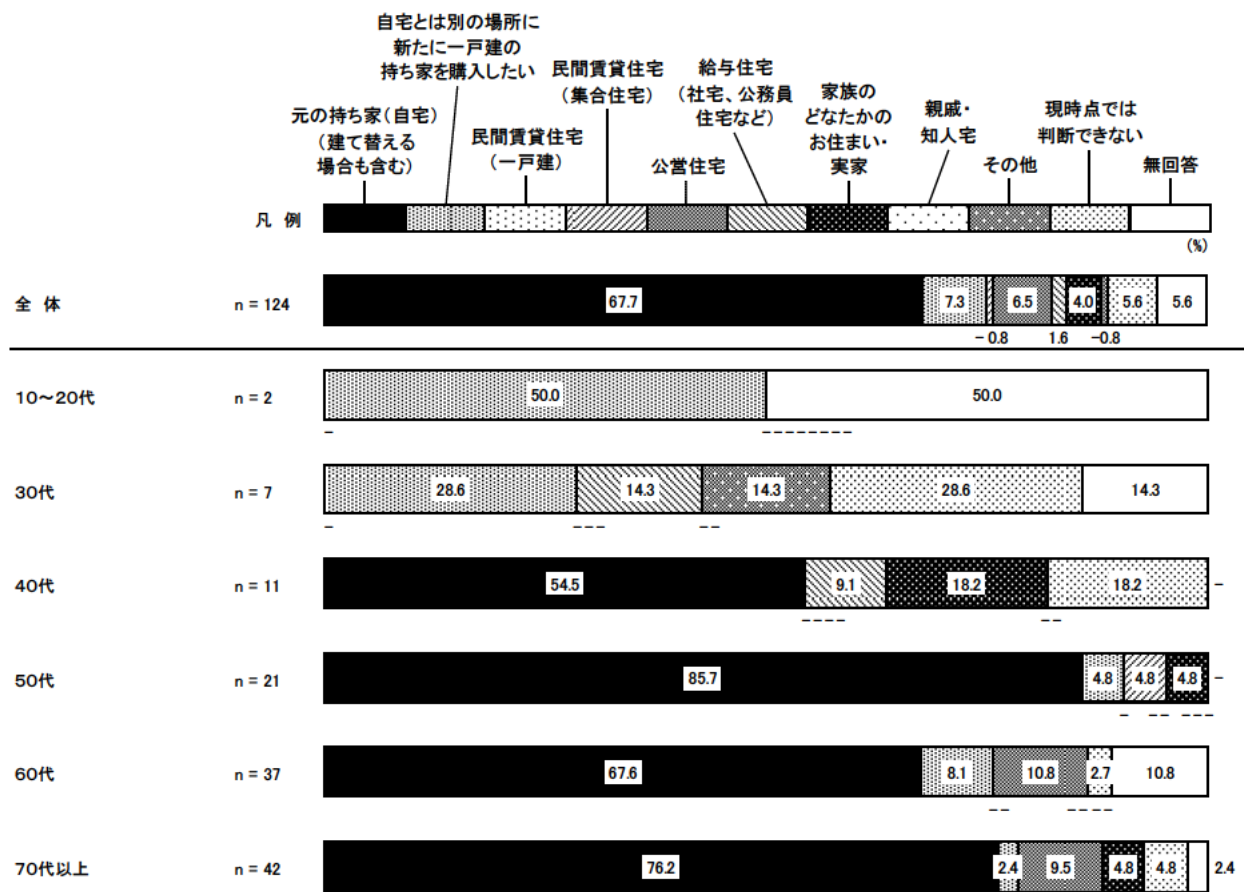 自宅とは別の場所に
新たに一戸建の
持ち家を購入したい
元の持ち家(自宅)
(建て替える
場合も含む)
民間賃貸住宅
(一戸建)
民間賃貸住宅
(集合住宅)
公営住宅
給与住宅
(社宅、公務員
住宅など)
家族の
どなたかの
お住まい・
実家
親戚・
知人宅
その他
現時点では
判断できない
無回答
凡 例
(%)
全 体 n = 124 67.7 7.3 6.5 4.0 5.6 5.6
- 0.8 1.6 -0.8
10~20代 n = 2 50.0 50.0
- --------
30代 n = 7 28.6 14.3 14.3 28.6 14.3
- --- --
40代 n = 11 54.5 9.1 18.2 18.2 -
---- --
50代 n = 21 85.7 4.8 4.8 4.8 -
- -- ---
60代 n = 37 67.6 8.1 10.8 2.7 10.8
-- ----
70代以上 n = 42 76.2 2.4 9.5 4.8 4.8 2.4